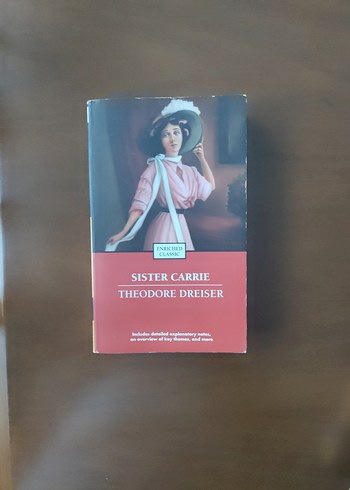 ENRICHED
CLASSIC
SISTER CARRIE
THEODORE DREISER
Includes detailed explanatory notes,
an overview of key themes, and more